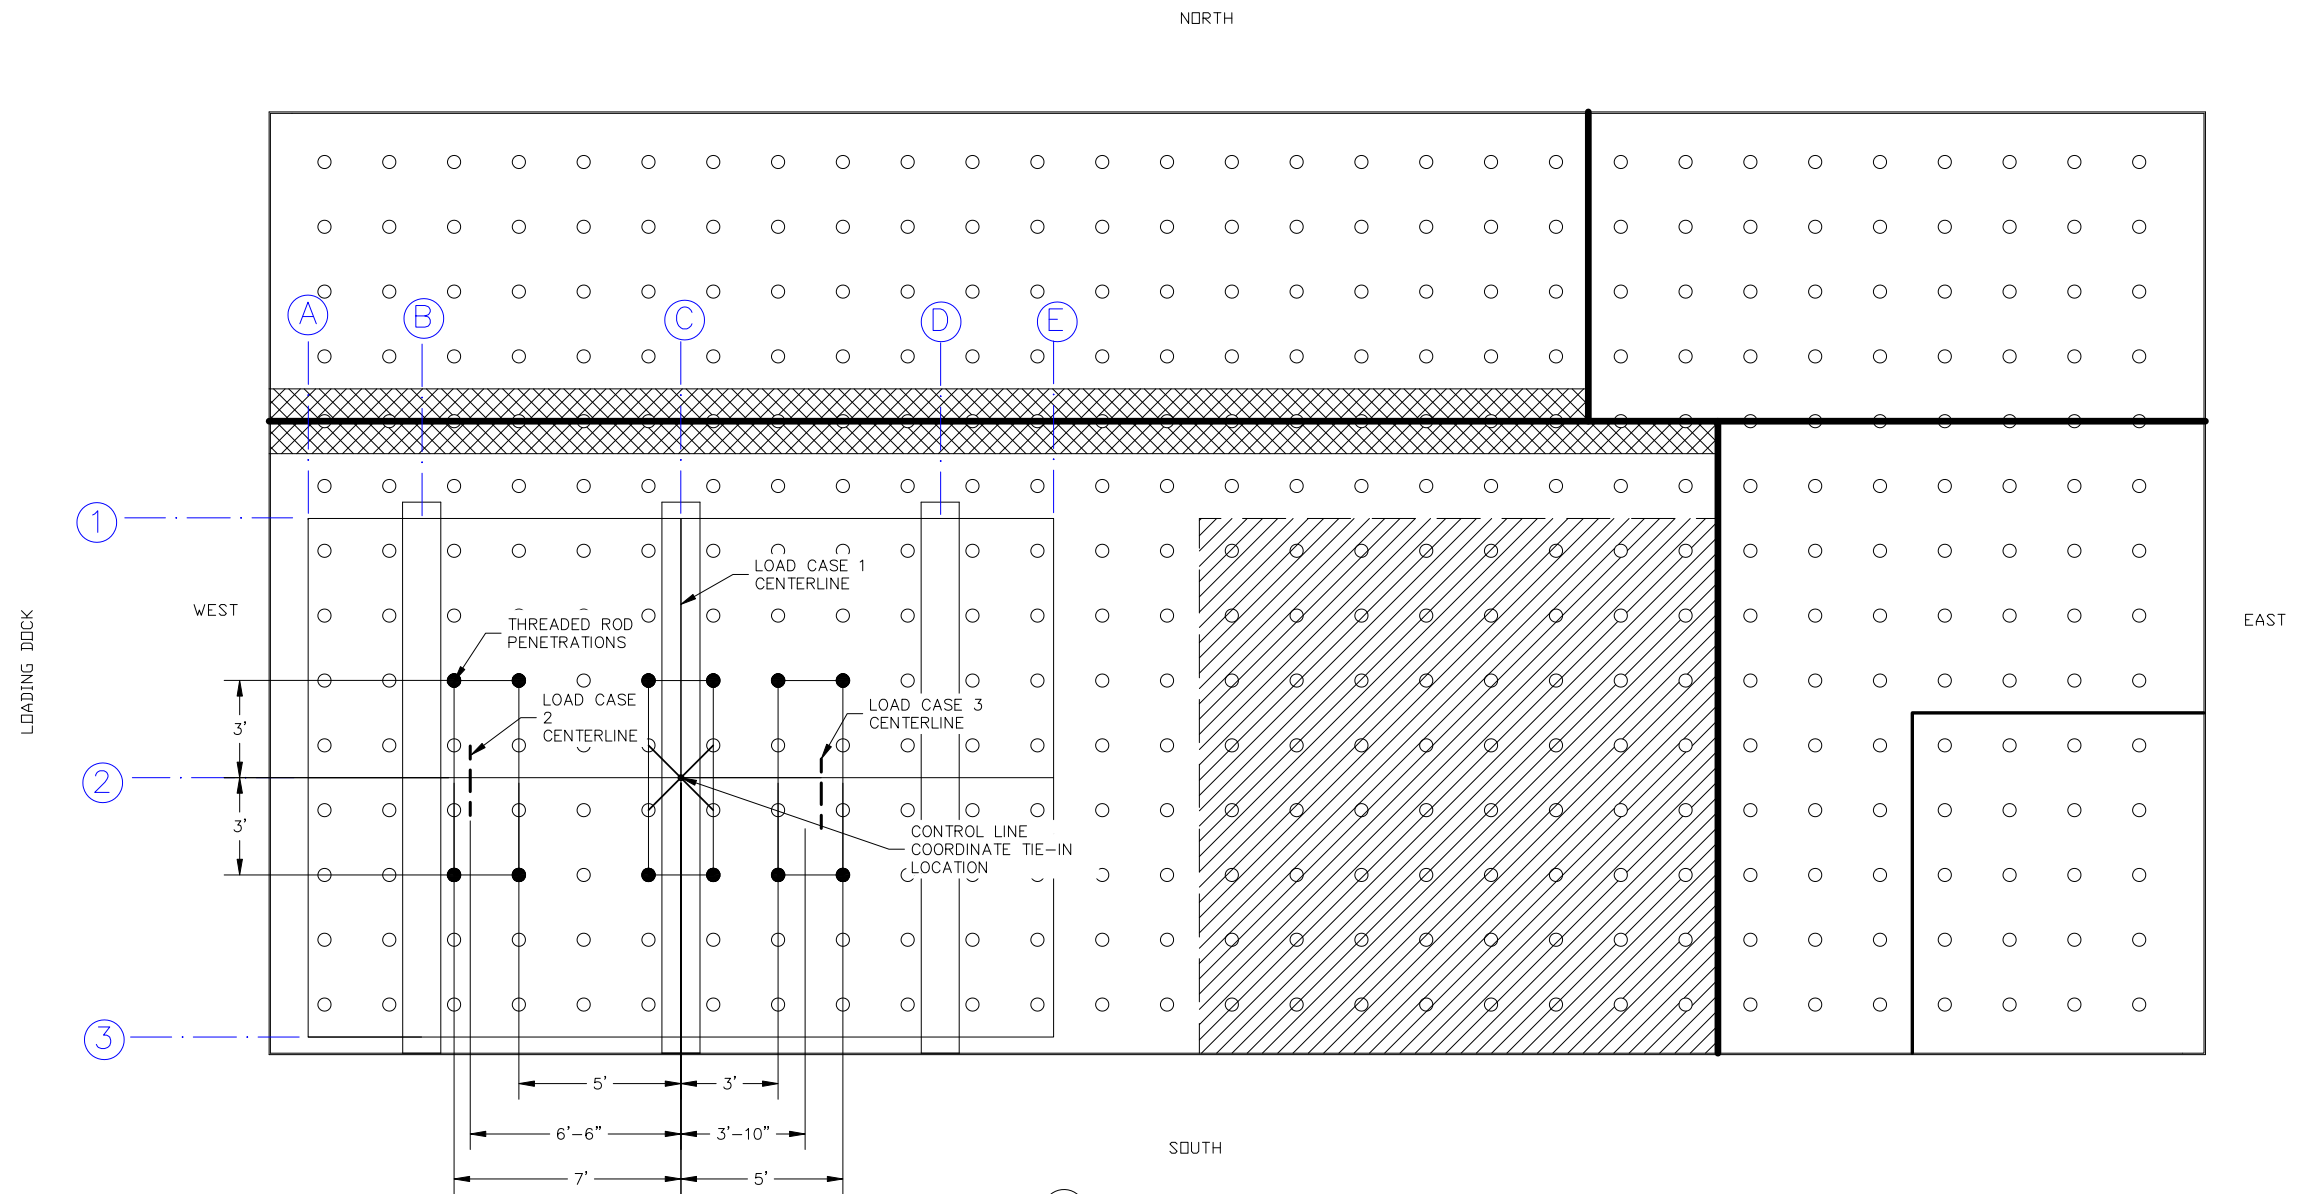 NORTH
A
B
C
D
E
1
LOAD CASE 1
CENTERLINE
WEST
EAST
LOADING DOCK
THREADED ROD
PENETRATIONS
LOAD CASE
2
CENTERLINE
LOAD CASE 3
CENTERLINE
3'
2
3'
CONTROL LINE
COORDINATE TIE-IN
LOCATION
3
5'
3'
6'-6"
3'-10"
SOUTH
7'
5'